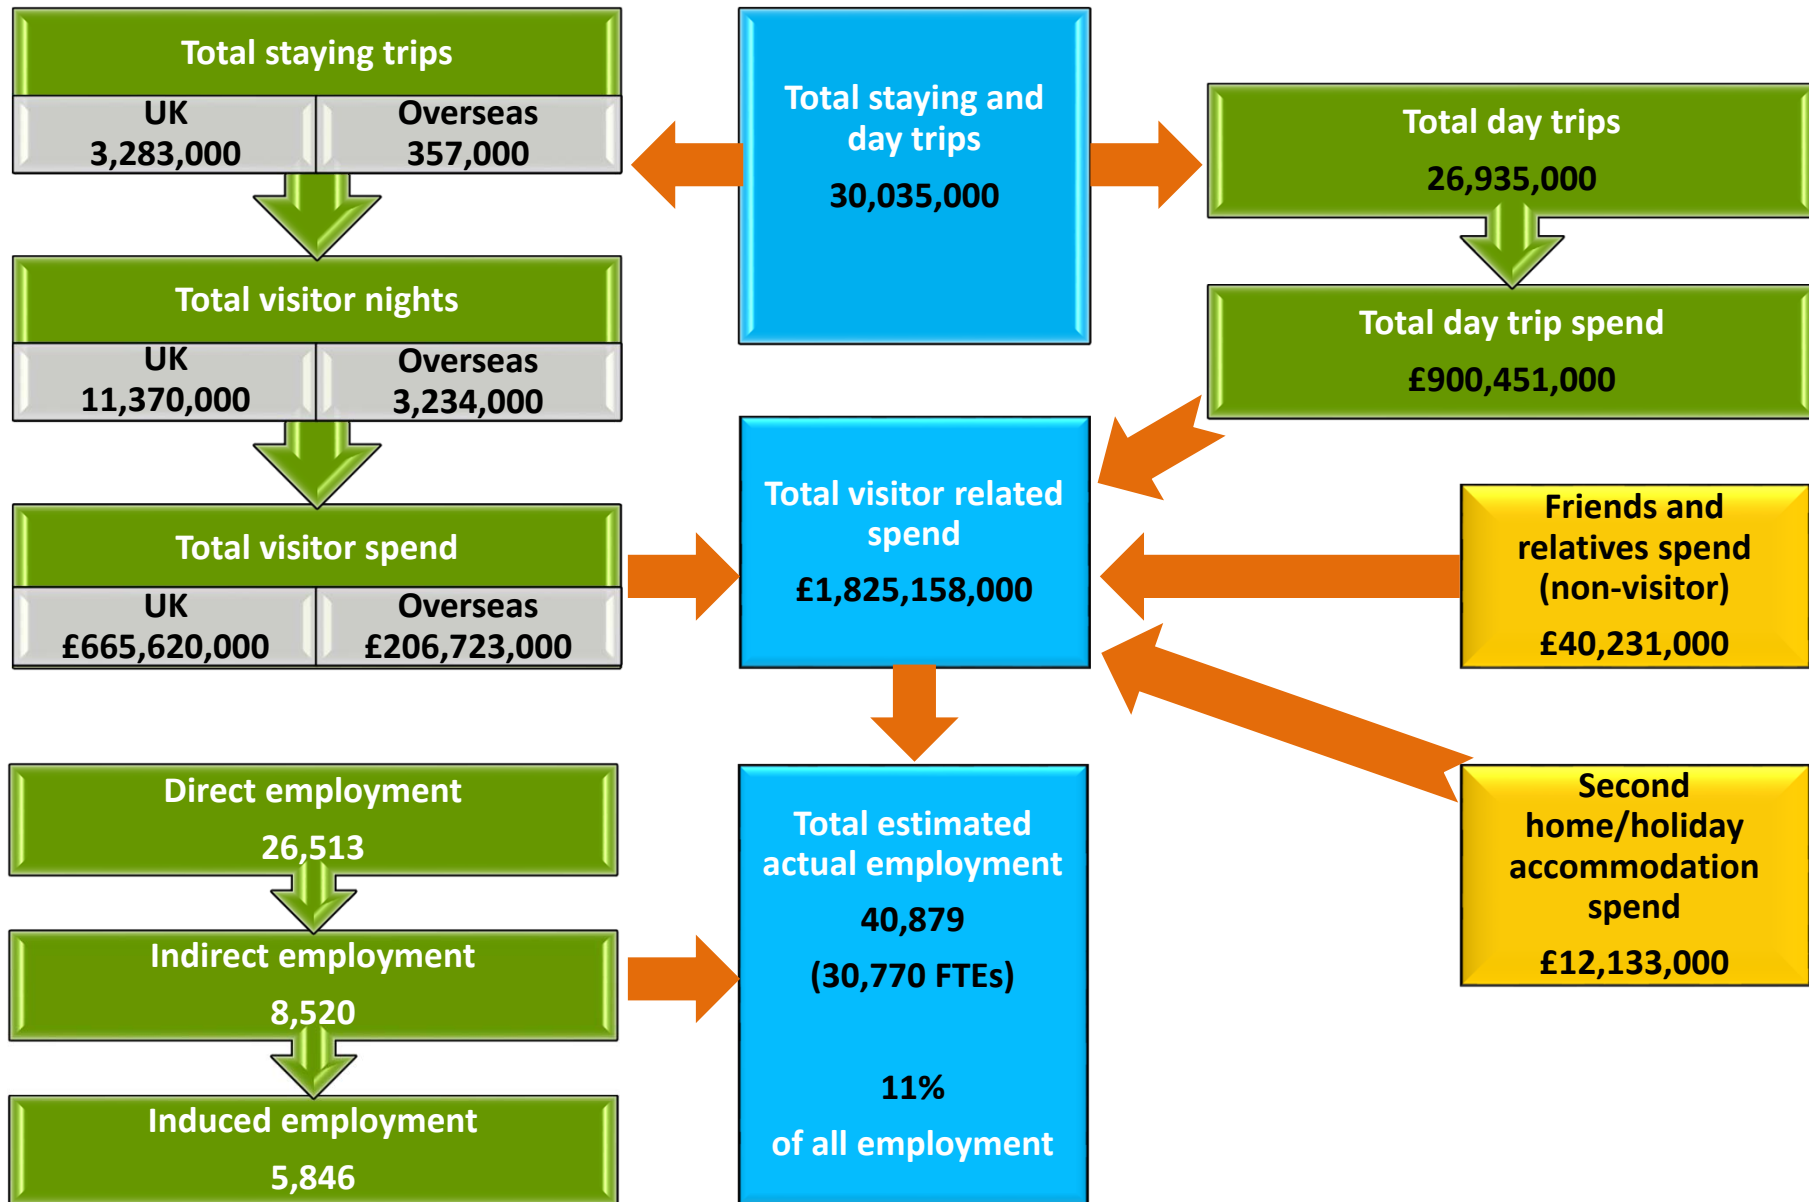 Total staying trips
UK
3,283,000
Overseas
357,000
Total visitor nights
UK
11,370,000
Overseas
3,234,000
Total visitor spend
UK
£665,620,000
Overseas
£206,723,000
Total staying and
day trips
30,035,000
Total day trips
26,935,000
Total day trip spend
£900,451,000
Total visitor related
spend
£1,825,158,000
Friends and
relatives spend
(non-visitor)
£40,231,000
Second
home/holiday
accommodation
spend
£12,133,000
Direct employment
26,513
Indirect employment
8,520
Induced employment
5,846
Total estimated
actual employment
40,879
(30,770 FTEs)
11%
of all employment